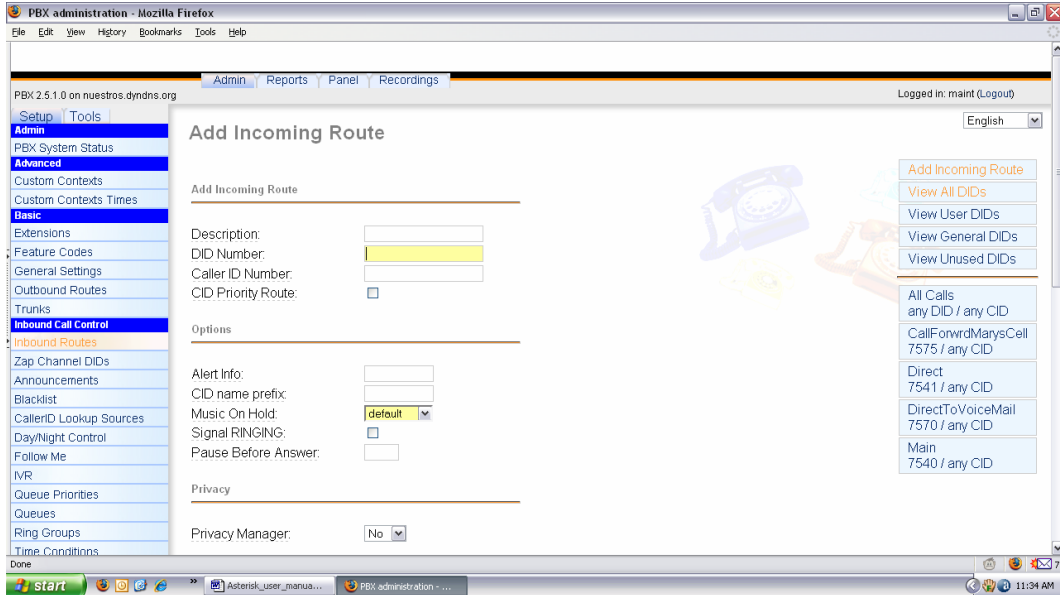 PBX administration - Mozilla Firefox
File Edit View History Bookmarks Tools Help
Admin Reports Panel Recordings
PBX 2.5.1.0 on nuestros.dyndns.org
Logged in: maint (Logout)
Setup Tools
English
Admin
PBX System Status
Advanced
Custom Contexts
Custom Contexts Times
Basic
Extensions
Feature Codes
General Settings
Outbound Routes
Trunks
Inbound Call Control
Inbound Routes
Zap Channel DIDs
Announcements
Blacklist
CallerID Lookup Sources
Day/Night Control
Follow Me
IVR
Queue Priorities
Queues
Ring Groups
Time Conditions
Add Incoming Route
Add Incoming Route
Description:
DID Number:
Caller ID Number:
CID Priority Route:
Options
Alert Info:
CID name prefix:
Music On Hold: default
Signal RINGING:
Pause Before Answer:
Privacy
Privacy Manager: No
Add Incoming Route
View All DIDs
View User DIDs
View General DIDs
View Unused DIDs
All Calls
any DID / any CID
CallForwrdMarysCell
7575 / any CID
Direct
7541 / any CID
DirectToVoiceMail
7570 / any CID
Main
7540 / any CID
Done
7
start
Asterisk_user_manua...
PBX administration - ...
11:34 AM